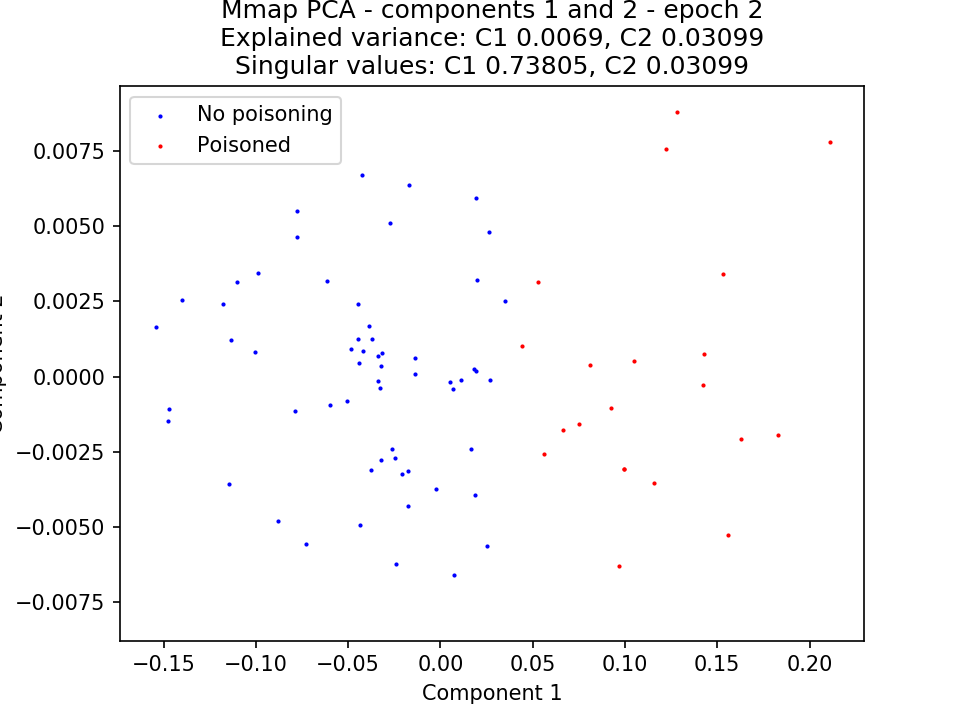 Mmap PCA - components 1 and 2 - epoch 2
Explained variance: C1 0.0069, C2 0.03099
Singular values: C1 0.73805, C2 0.03099
No poisoning
Poisoned
0.0075
0.0050
0.0025
0.0000
−0.0025
−0.0050
−0.0075
−0.15
−0.10
−0.05
0.00
0.05
0.10
0.15
0.20
Component 1